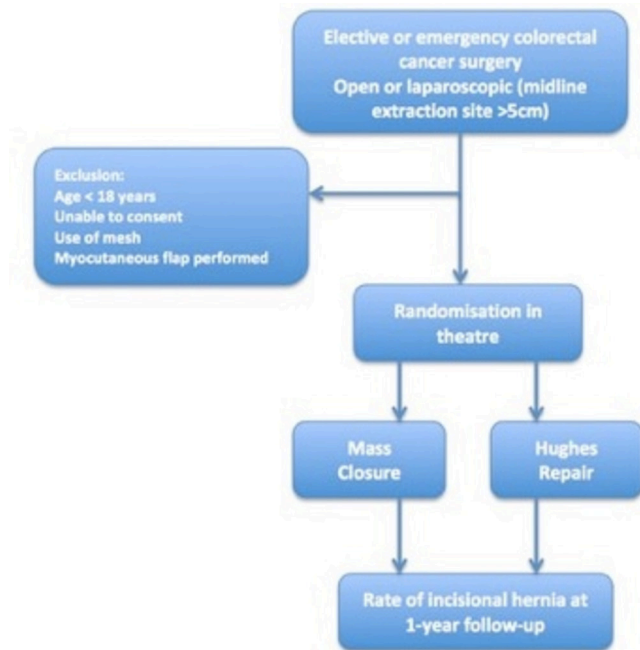 Elective or emergency colorectal
cancer surgery
Open or laparoscopic (midline
extraction site >5cm)
Exclusion:
Age < 18 years
Unable to consent
Use of mesh
Myocutaneous flap performed
Randomisation in
theatre
Mass
Closure
Hughes
Repair
Rate of incisional hernia at
1-year follow-up